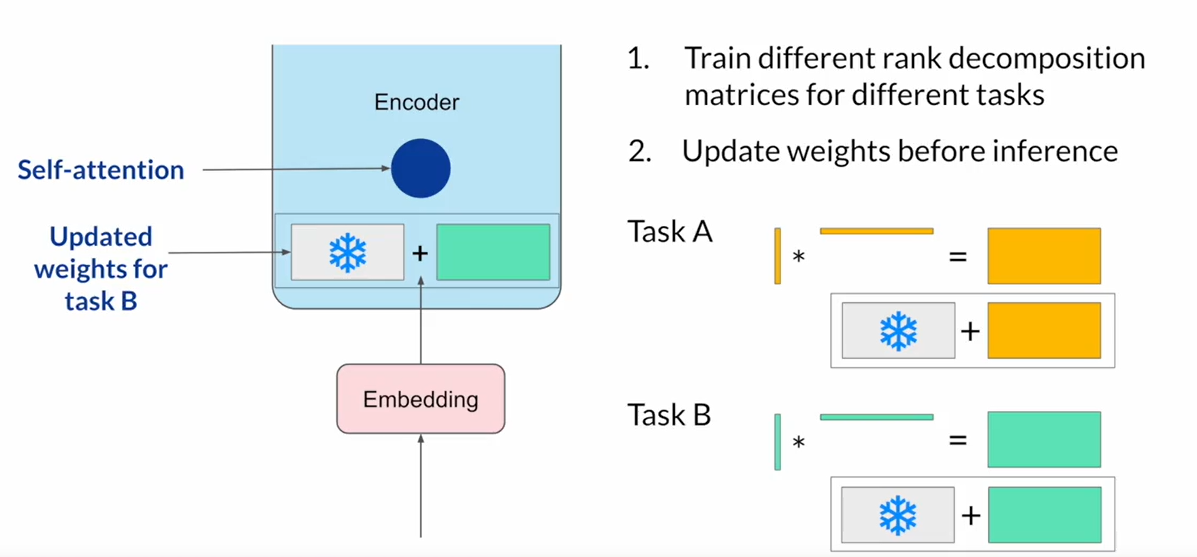 Encoder
Self-attention
Updated
weights for
task B
+
Embedding
1. Train different rank decomposition
matrices for different tasks
2. Update weights before inference
Task A
* =
+
Task B
* =
+